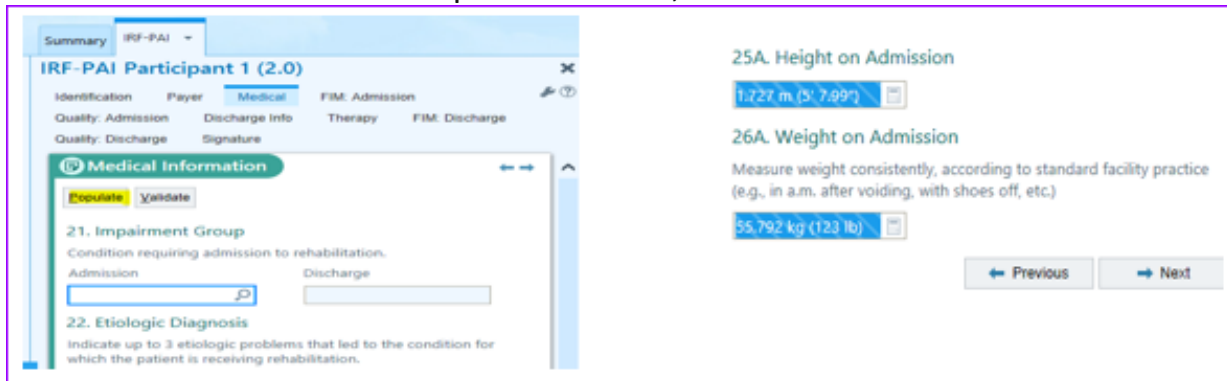 Summary IRF-PAI
IRF-PAI Participant 1 (2.0)
Identification Payer Medical FIM: Admission
Quality: Admission Discharge Info Therapy FIM: Discharge
Quality: Discharge Signature
Medical Information
Populate Validate
21. Impairment Group
Condition requiring admission to rehabilitation.
Admission Discharge
22. Etiologic Diagnosis
Indicate up to 3 etiologic problems that led to the condition for
which the patient is receiving rehabilitation.
25A. Height on Admission
1.727 m (5' 7.99")
26A. Weight on Admission
Measure weight consistently, according to standard facility practice
(e.g., in a.m. after voiding, with shoes off, etc.)
55.792 kg (123 lb)
Previous Next